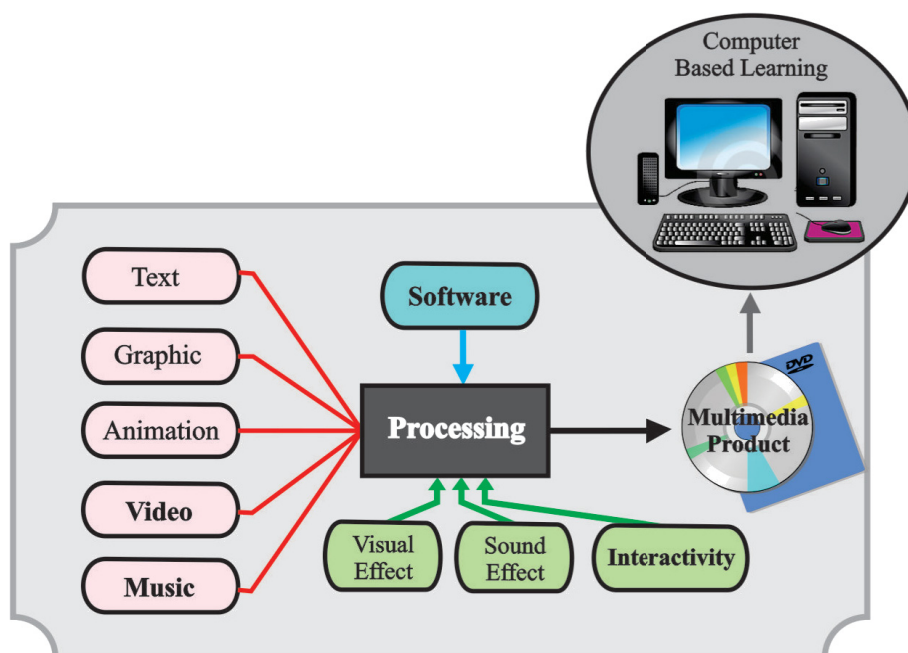 Computer
Based Learning
Text
Graphic
Animation
Video
Music
Software
Processing
Visual
Effect
Sound
Effect
Interactivity
DVD
Multimedia
Product